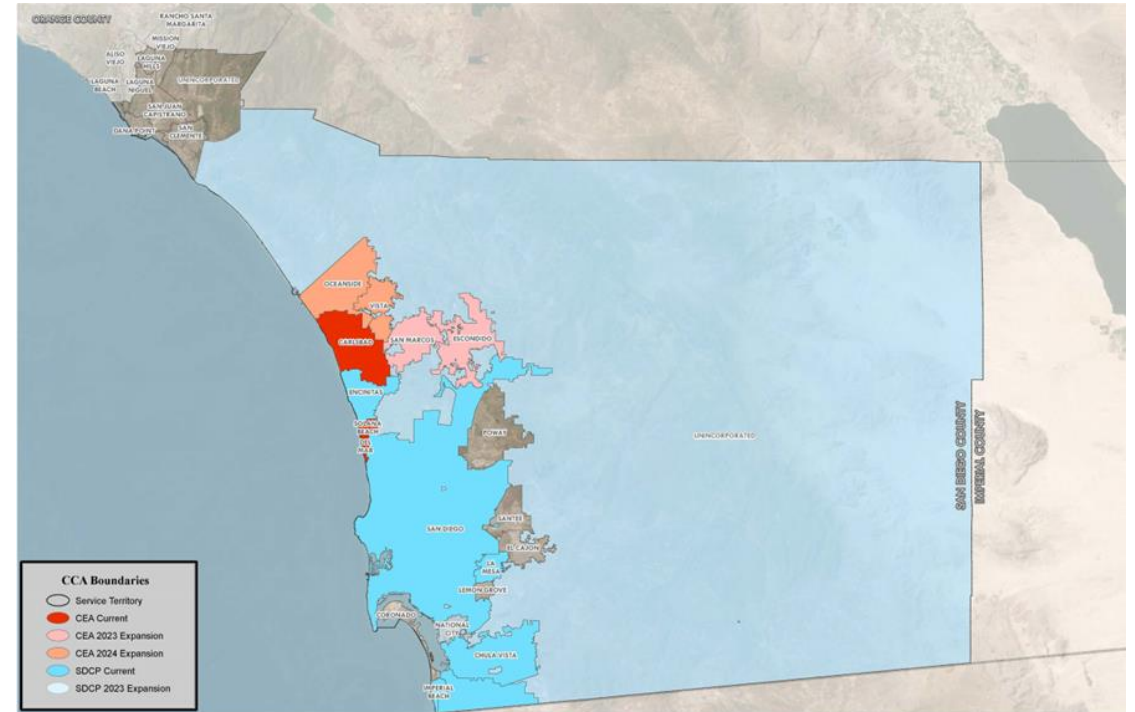 ORANGE COUNTY
RANCHO SANTA
MARGARITA
MISSION
VIEJO
ALISO
VIEJO
LAGUNA
HILLS
UNINCORPORATED
LAGUNA
BEACH
LAGUNA
NIGUEL
SAN JUAN
CAPISTRANO
DANA POINT
SAN
CLEMENTE
OCEANSIDE
VISTA
CARLSBAD
SAN MARCOS
ESCONDIDO
ENCINITAS
SOLANA
BEACH
DEL
MAR
POWAY
UNINCORPORATED
SAN DIEGO COUNTY
IMPERIAL COUNTY
SAN DIEGO
SANTEE
EL CAJON
LA
MESA
LEMON GROVE
CORONADO
NATIONAL
CITY
CHULA VISTA
IMPERIAL
BEACH
CCA Boundaries
Service Territory
CEA Current
CEA 2023 Expansion
CEA 2024 Expansion
SDCP Current
SDCP 2023 Expansion